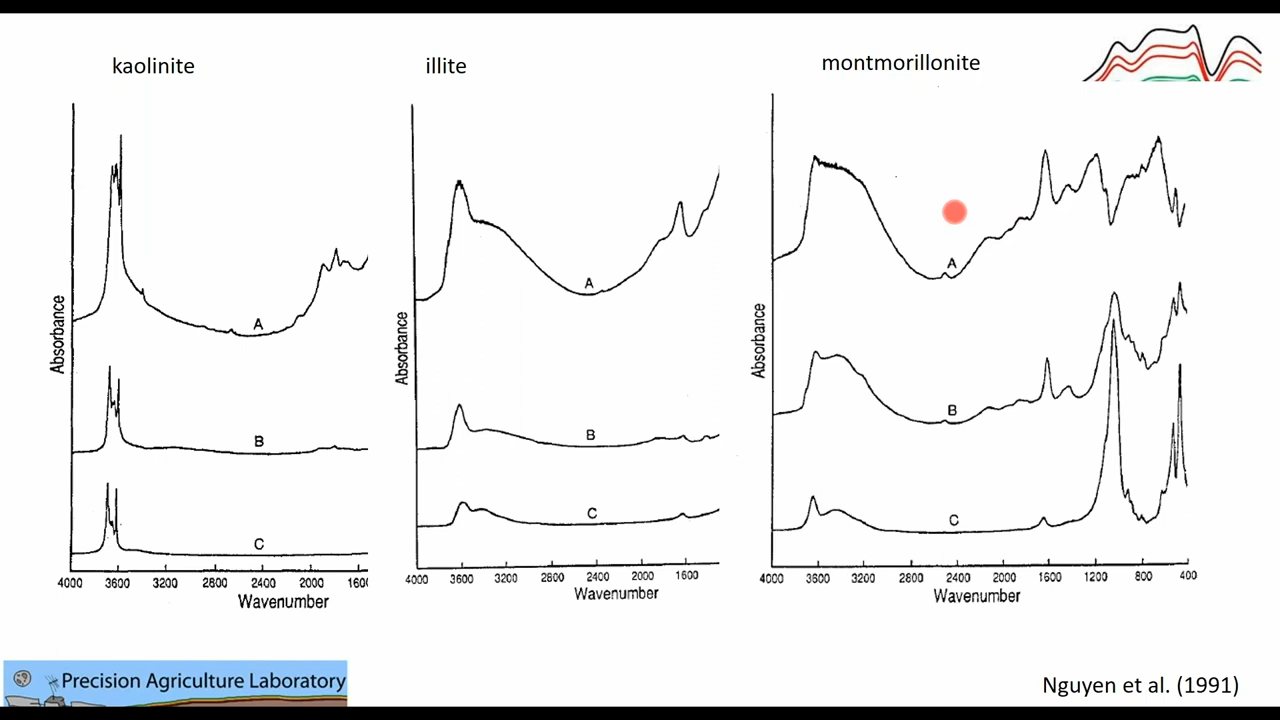 kaolinite
illite
montmorillonite
Absorbance
A
B
C
4000 3600 3200 2800 2400 2000
Wavenumber
Absorbance
A
B
C
4000 3600 3200 2800 2400 2000 1600
Wavenumber
Absorbance
A
B
C
4000 3600 3200 2800 2400 2000 1600 1200 800 400
Wavenumber
Precision Agriculture Laboratory
Nguyen et al. (1991)